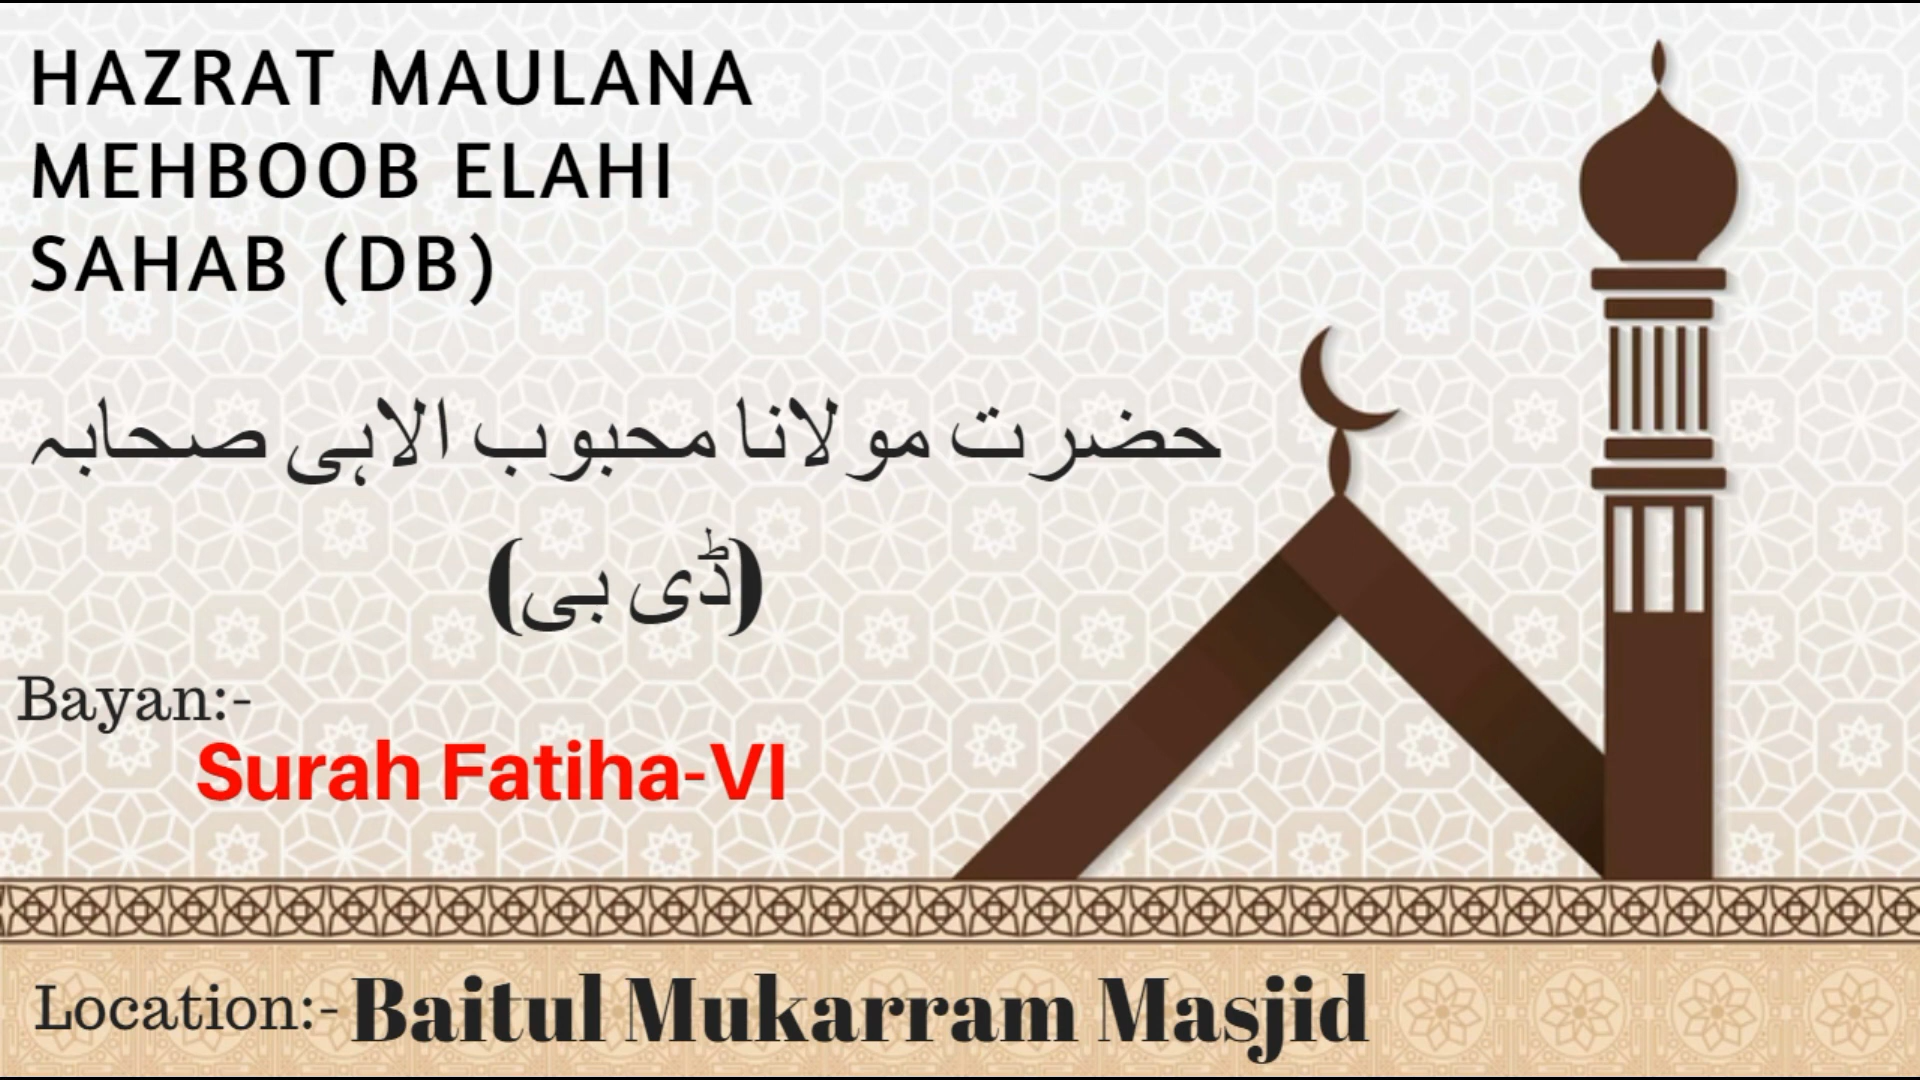 HAZRAT MAULANA
MEHBOOB ELAHI
SAHAB (DB)
حضرت مولانا محبوب الاہی صحابہ
(ڈی بی)
Bayan:-
Surah Fatiha-VI
Location:- Baitul Mukarram Masjid